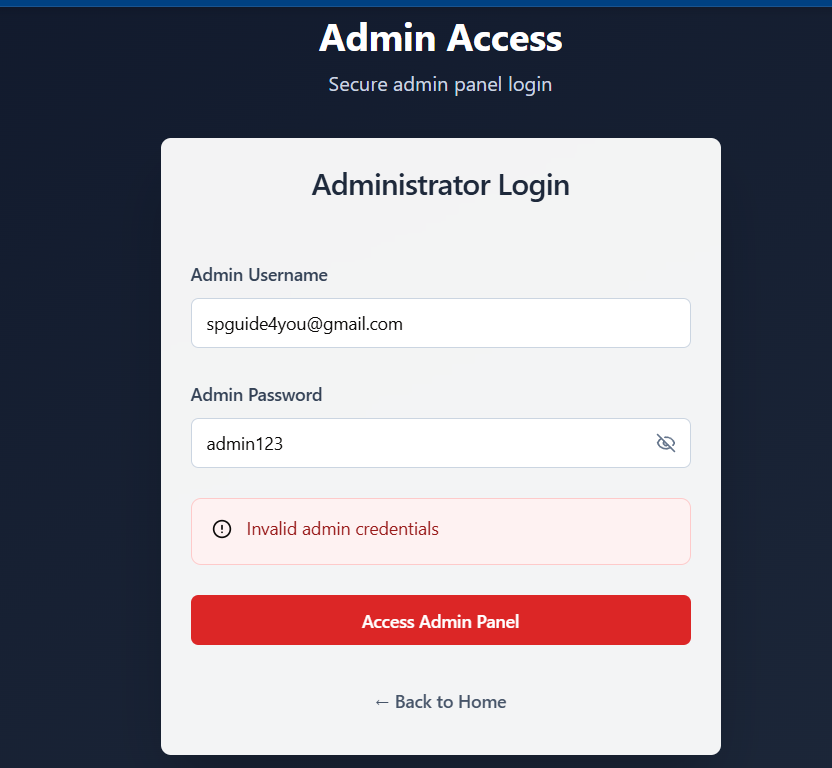 Admin Access
Secure admin panel login
Administrator Login
Admin Username
spguide4you@gmail.com
Admin Password
admin123
Invalid admin credentials
Access Admin Panel
← Back to Home